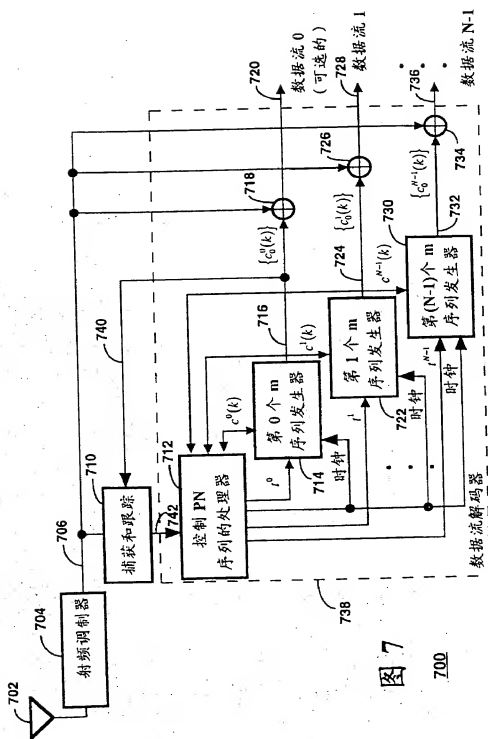 702
704
射频调制器
706
710
捕获和跟踪
740
742
712
控制 PN
序列的处理器
c⁰(k)
c¹(k)
c^{N-1}(k)
716
第 0 个 m
序列发生器
714
t⁰
时钟
{c₀⁰(k)}
718
720
数据流 0
(可选的)
724
第 1 个 m
序列发生器
722
t¹
时钟
{c₀¹(k)}
726
728
数据流 1
730
第 (N-1) 个 m
序列发生器
732
t^{N-1}
时钟
{c₀^{N-1}(k)}
734
736
数据流 N-1
738
数据流解码器
图 7
700